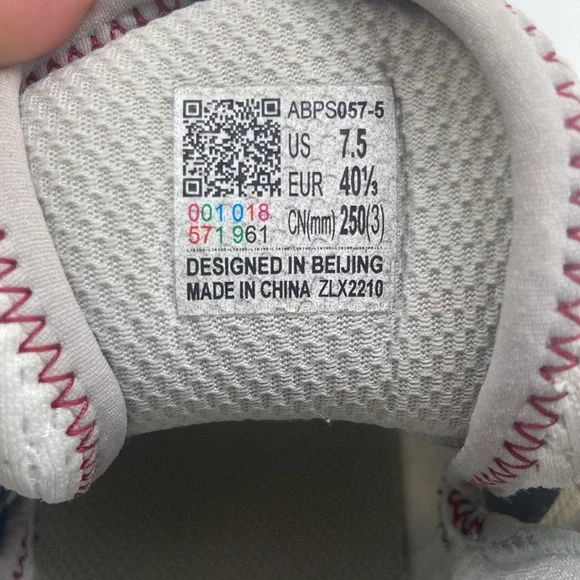 ABPS057-5
US 7.5
EUR 40⅓
001 018
571 961
CN(mm) 250(3)
DESIGNED IN BEIJING
MADE IN CHINA ZLX2210